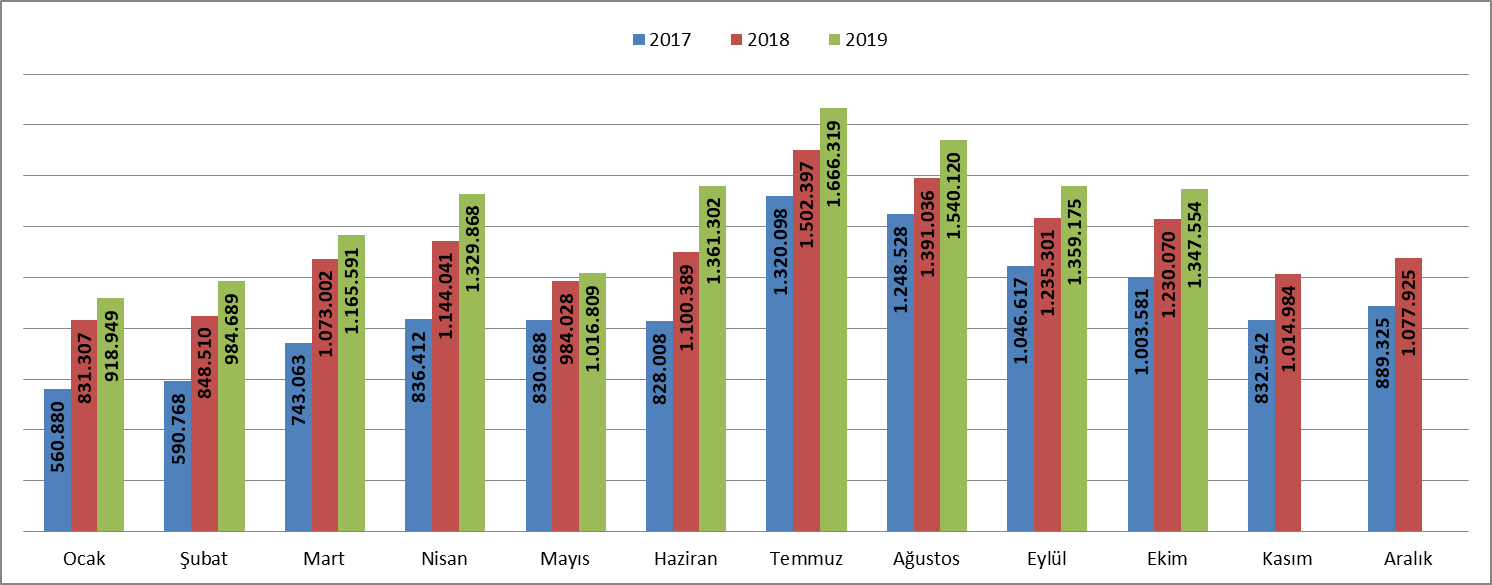 2017 2018 2019
560.880 831.307 918.949
590.768 848.510 984.689
743.063 1.073.002 1.165.591
836.412 1.144.041 1.329.868
830.688 984.028 1.016.809
828.008 1.100.389 1.361.302
1.320.098 1.502.397 1.666.319
1.248.528 1.391.036 1.540.120
1.046.617 1.235.301 1.359.175
1.003.581 1.230.070 1.347.554
832.542 1.014.984
889.325 1.077.925
Ocak Şubat Mart Nisan Mayıs Haziran Temmuz Ağustos Eylül Ekim Kasım Aralık